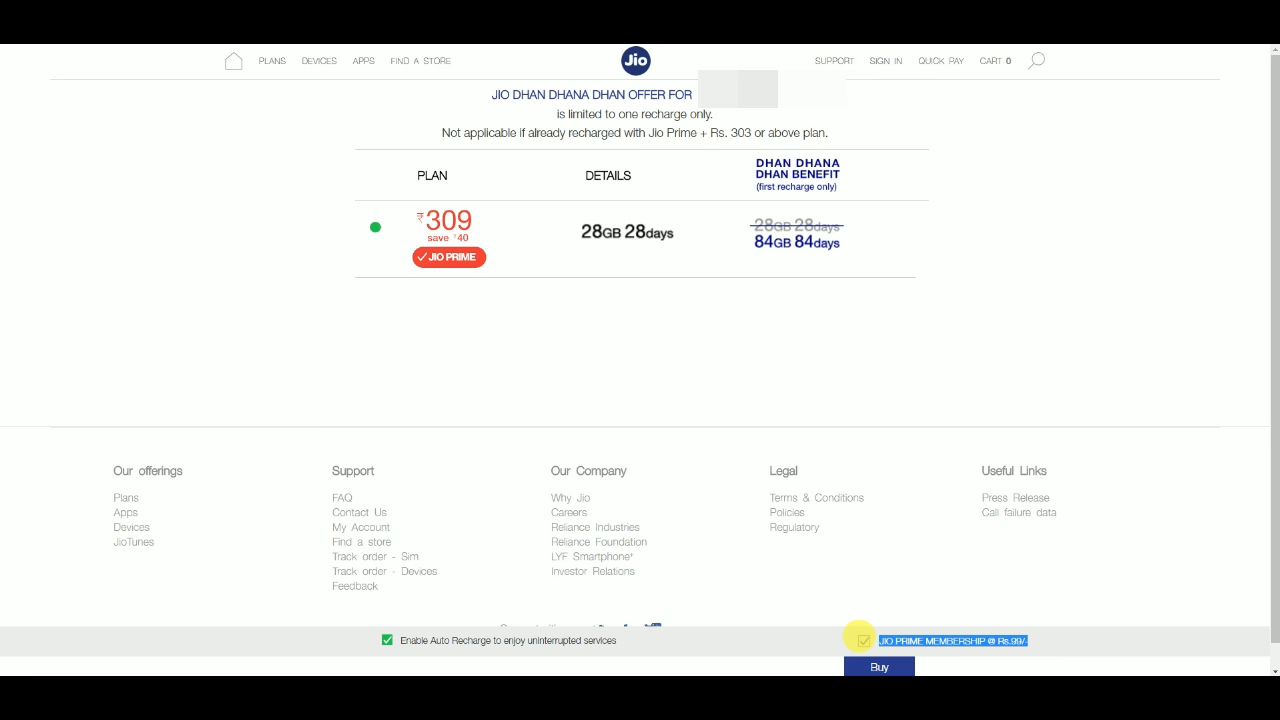 PLANS DEVICES APPS FIND A STORE Jio SUPPORT SIGN IN QUICK PAY CART 0
JIO DHAN DHANA DHAN OFFER FOR
is limited to one recharge only.
Not applicable if already recharged with Jio Prime + Rs. 303 or above plan.
PLAN DETAILS DHAN DHANA
DHAN BENEFIT
(first recharge only)
₹309 28GB 28days 28GB 28days
save ₹40 84GB 84days
✓JIO PRIME
Our offerings Support Our Company Legal Useful Links
Plans FAQ Why Jio Terms & Conditions Press Release
Apps Contact Us Careers Policies Call failure data
Devices My Account Reliance Industries Regulatory
JioTunes Find a store Reliance Foundation
Track order - Sim LYF Smartphone+
Track order - Devices Investor Relations
Feedback
Enable Auto Recharge to enjoy uninterrupted services JIO PRIME MEMBERSHIP @ Rs.99/-
Buy